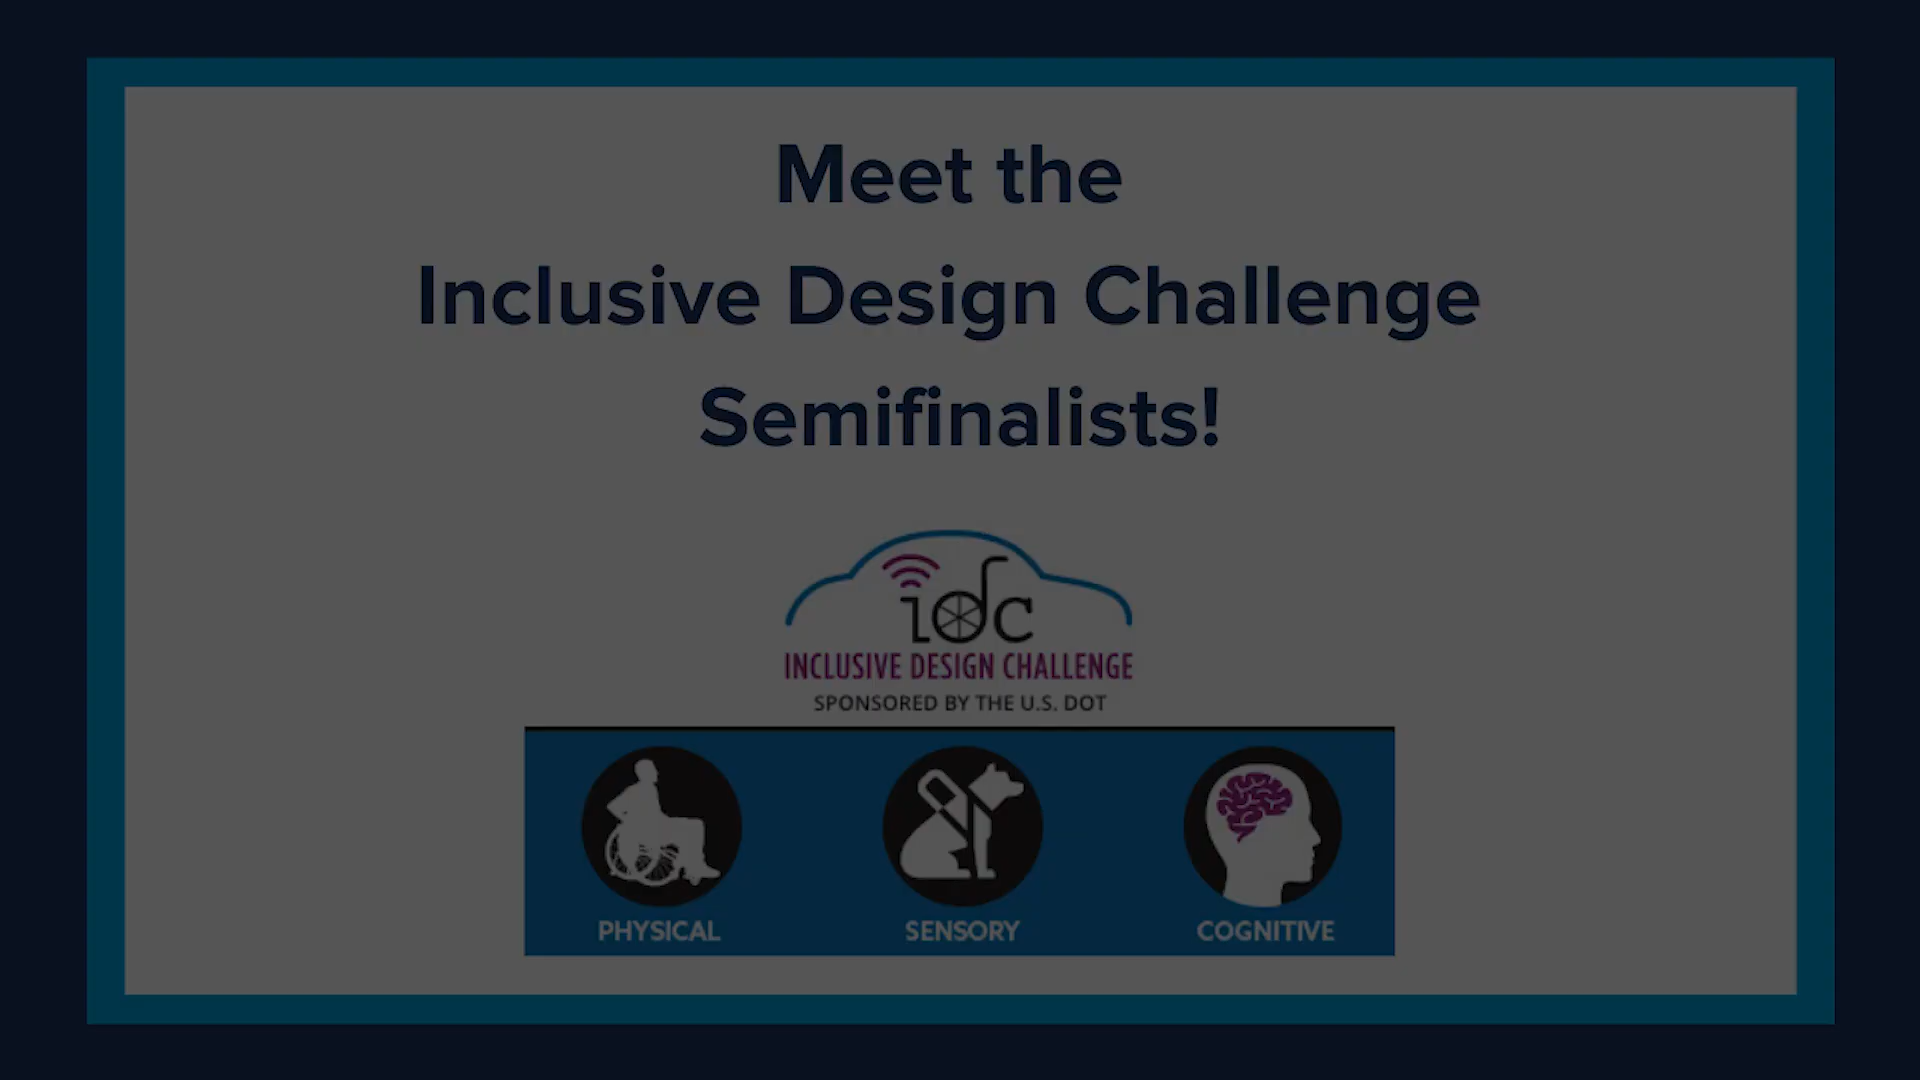 Meet the
Inclusive Design Challenge
Semifinalists!
idc
INCLUSIVE DESIGN CHALLENGE
SPONSORED BY THE U.S. DOT
PHYSICAL SENSORY COGNITIVE